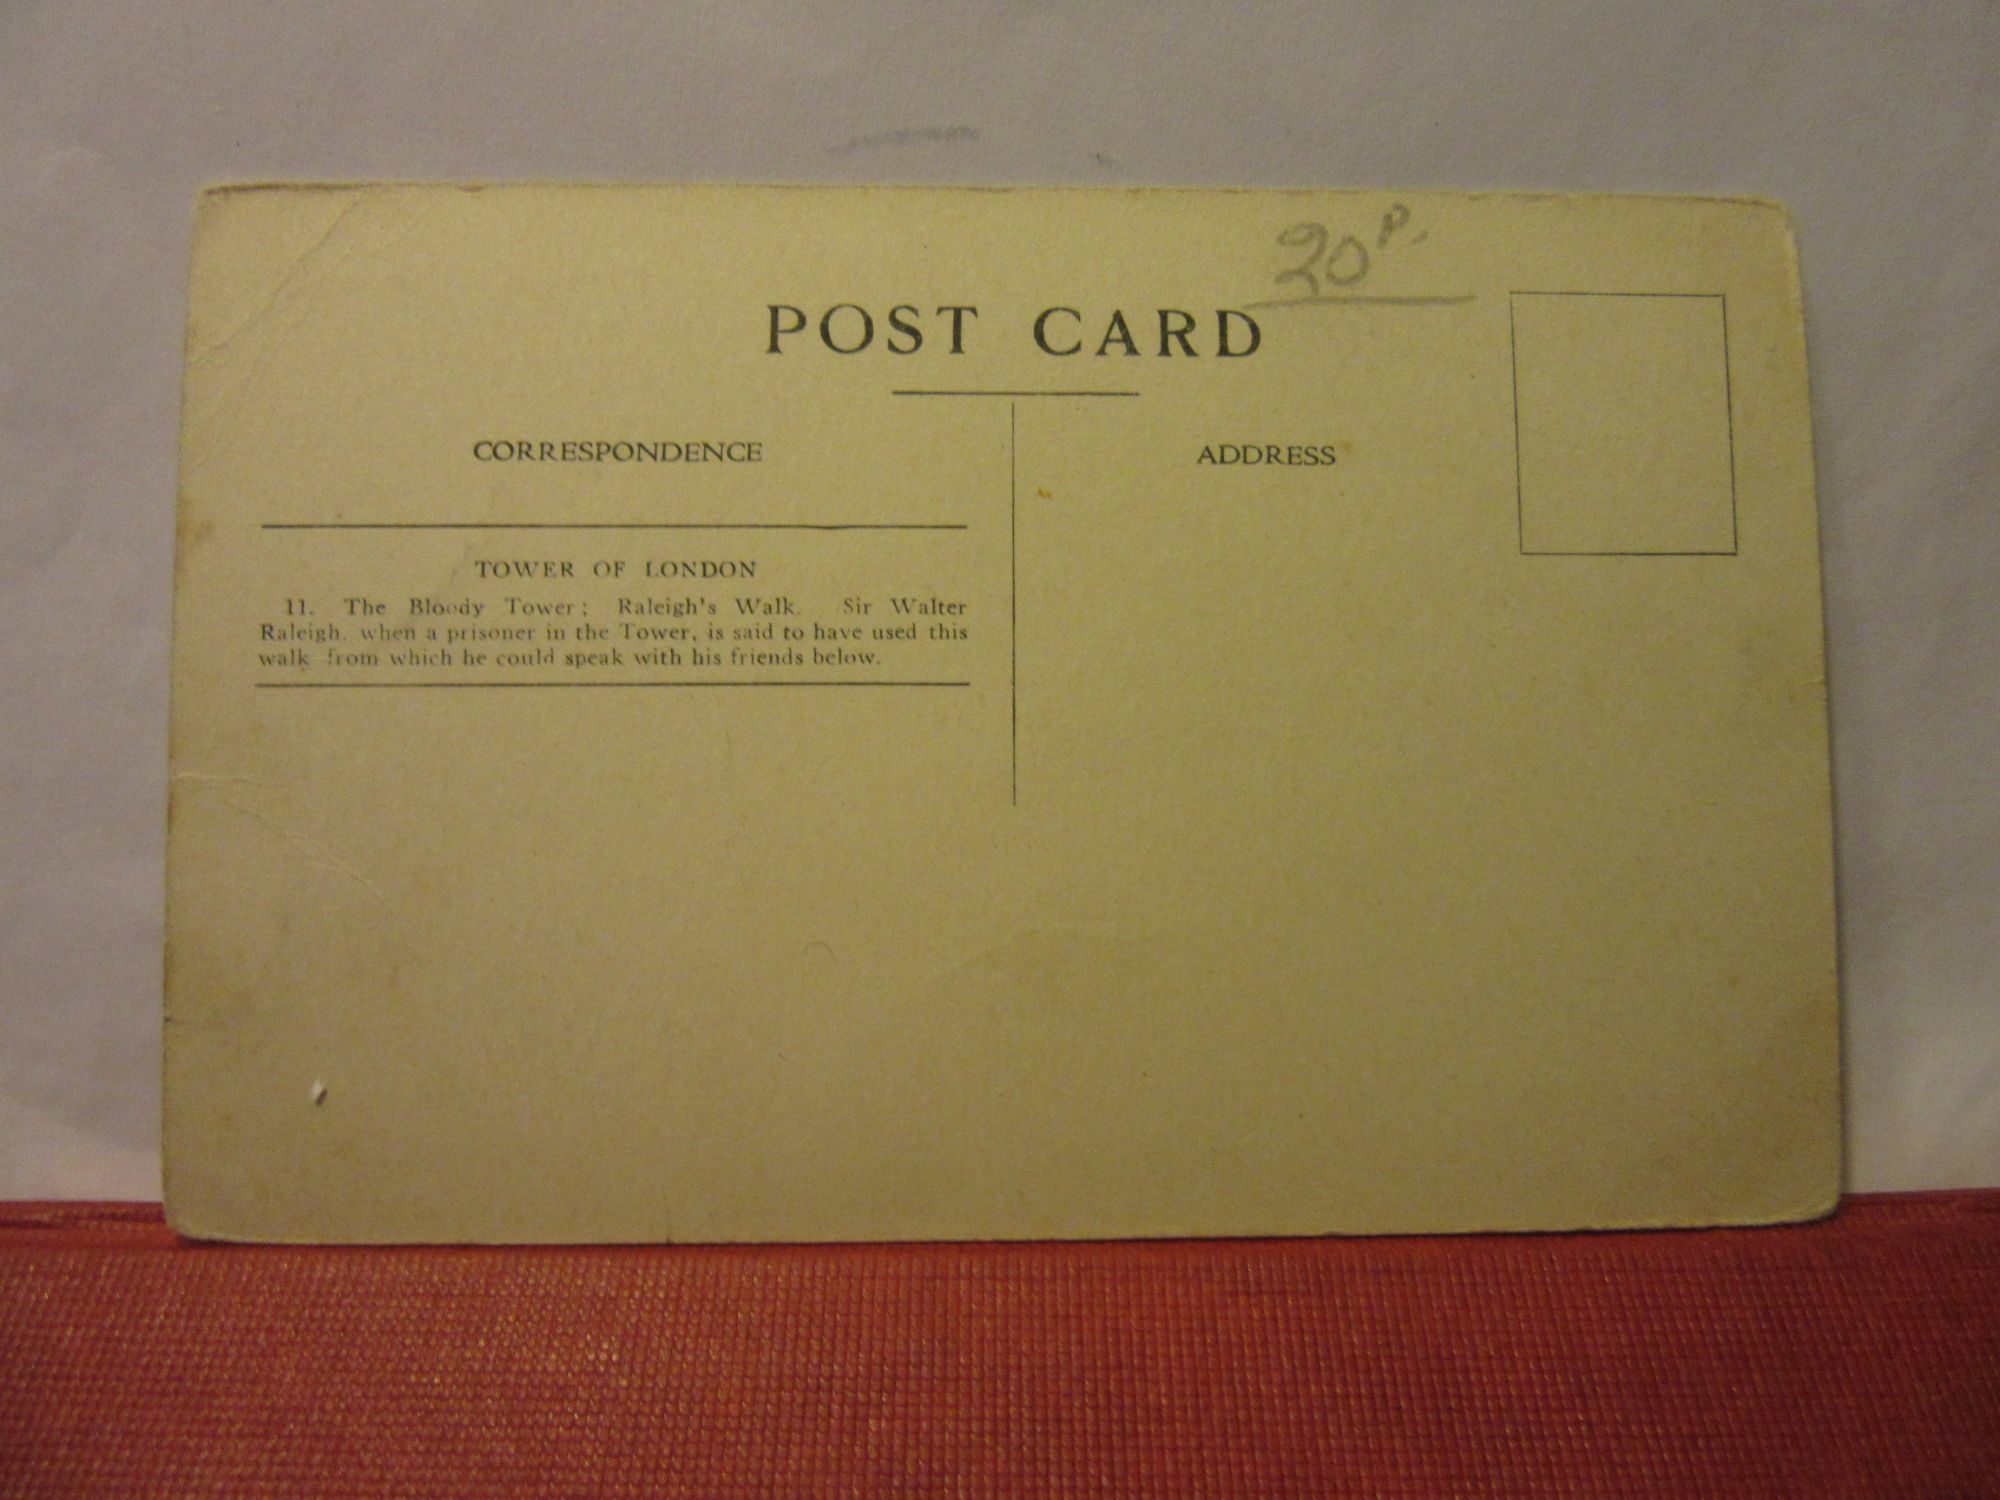 20P.
POST CARD
CORRESPONDENCE
ADDRESS
TOWER OF LONDON
11. The Bloody Tower: Raleigh's Walk. Sir Walter
Raleigh, when a prisoner in the Tower, is said to have used this
walk from which he could speak with his friends below.